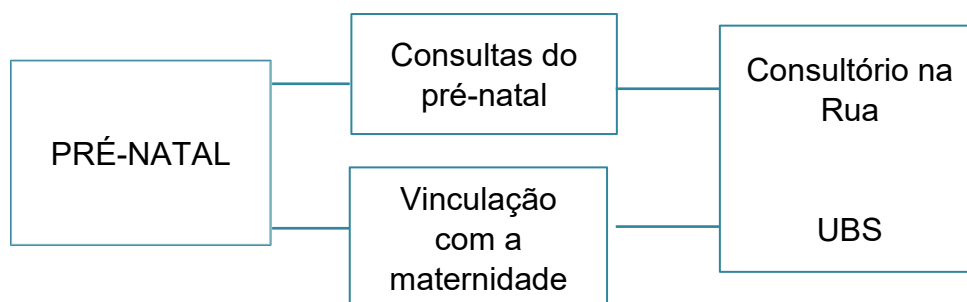 PRÉ-NATAL
Consultas do
pré-natal
Vinculação
com a
maternidade
Consultório na
Rua
UBS